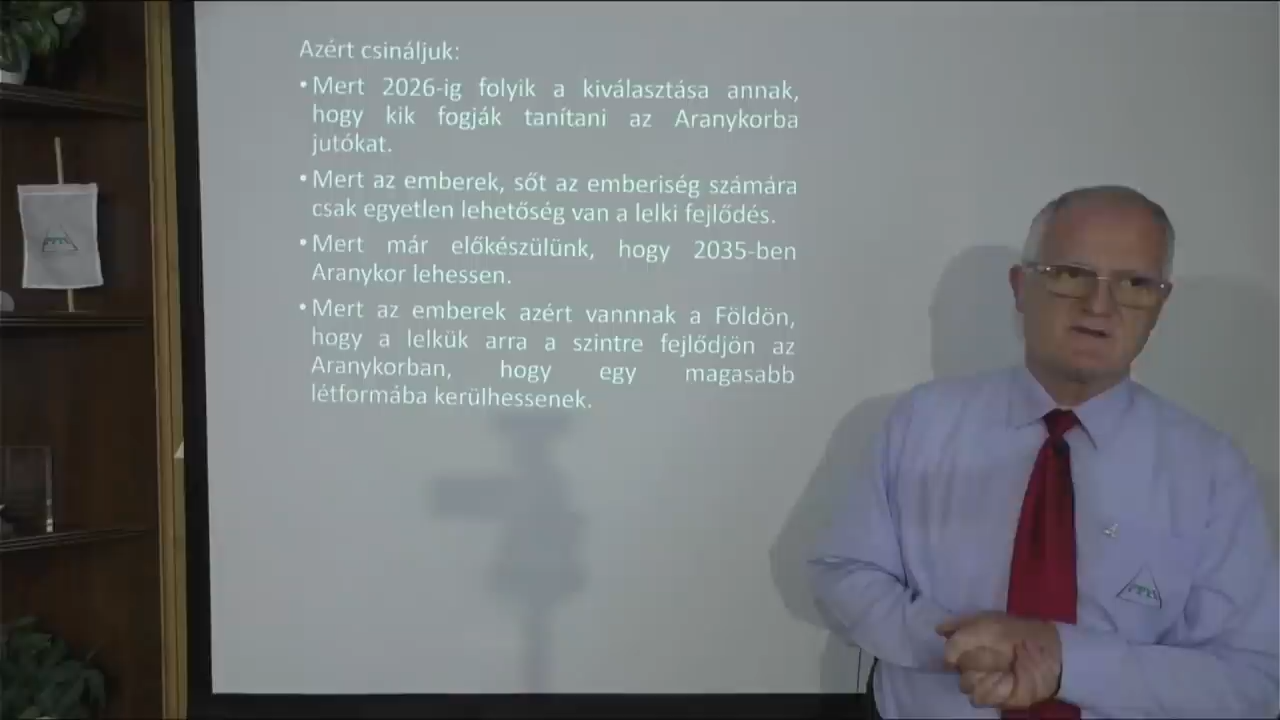 Azért csináljuk:
•Mert 2026-ig folyik a kiválasztása annak,
hogy kik fogják tanítani az Aranykorba
jutókat.
•Mert az emberek, sőt az emberiség számára
csak egyetlen lehetőség van a lelki fejlődés.
•Mert már előkészülünk, hogy 2035-ben
Aranykor lehessen.
•Mert az emberek azért vannnak a Földön,
hogy a lelkük arra a szintre fejlődjön az
Aranykorban, hogy egy magasabb
létformába kerülhessenek.